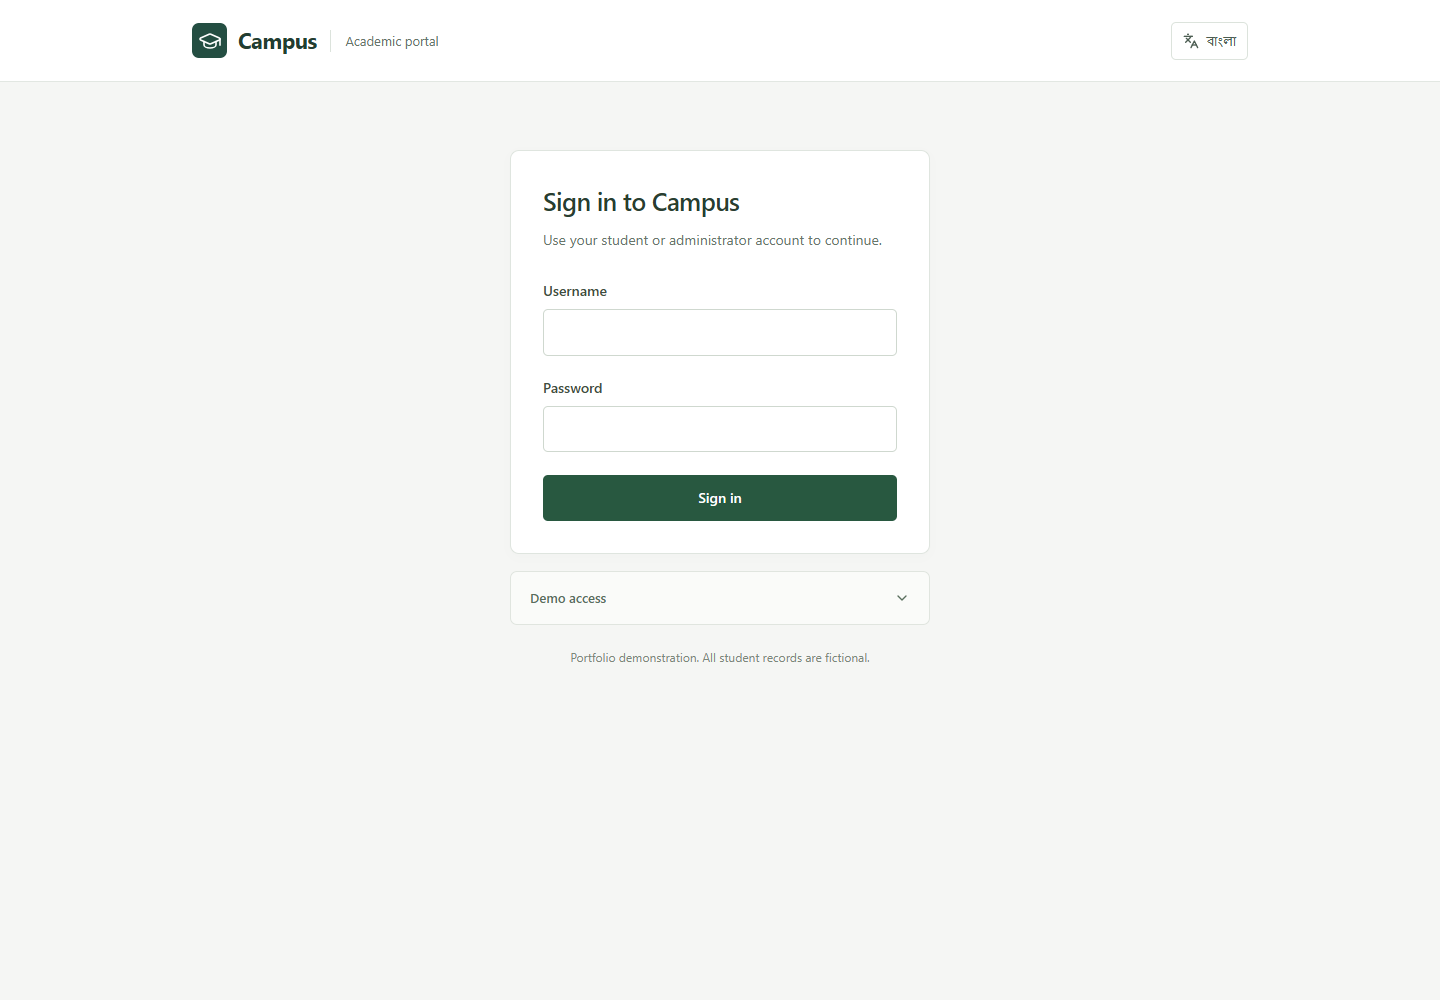 Campus
Academic portal
বাংলা
Sign in to Campus
Use your student or administrator account to continue.
Username
Password
Sign in
Demo access
Portfolio demonstration. All student records are fictional.